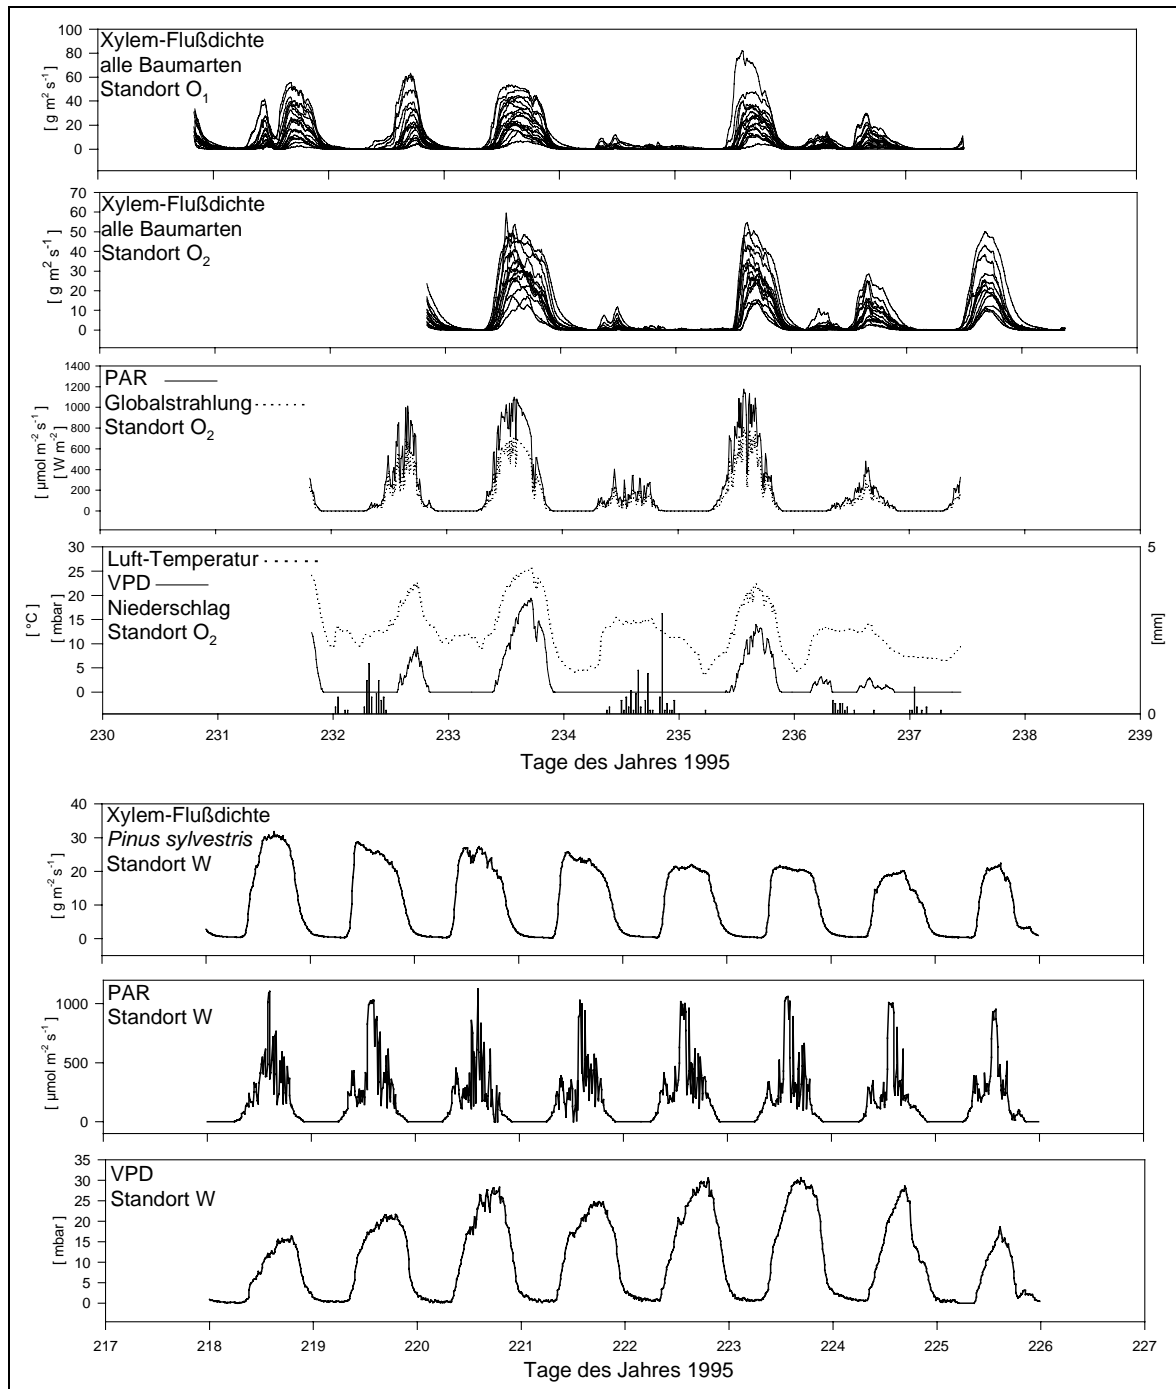 100
80
60
40
20
0
[ g m² s⁻¹ ]
Xylem-Flußdichte
alle Baumarten
Standort O₁
70
60
50
40
30
20
10
0
[ g m² s⁻¹ ]
Xylem-Flußdichte
alle Baumarten
Standort O₂
1400
1200
1000
800
600
400
200
0
[ µmol m⁻² s⁻¹ ]
[ W m⁻² ]
PAR
Globalstrahlung
Standort O₂
30
25
20
15
10
5
0
[ °C ]
[ mbar ]
Luft-Temperatur
VPD
Niederschlag
Standort O₂
5
0
[mm]
230 231 232 233 234 235 236 237 238 239
Tage des Jahres 1995
40
30
20
10
0
[ g m⁻² s⁻¹ ]
Xylem-Flußdichte
Pinus sylvestris
Standort W
1000
500
0
[ µmol m⁻² s⁻¹ ]
PAR
Standort W
35
30
25
20
15
10
5
0
[ mbar ]
VPD
Standort W
217 218 219 220 221 222 223 224 225 226 227
Tage des Jahres 1995